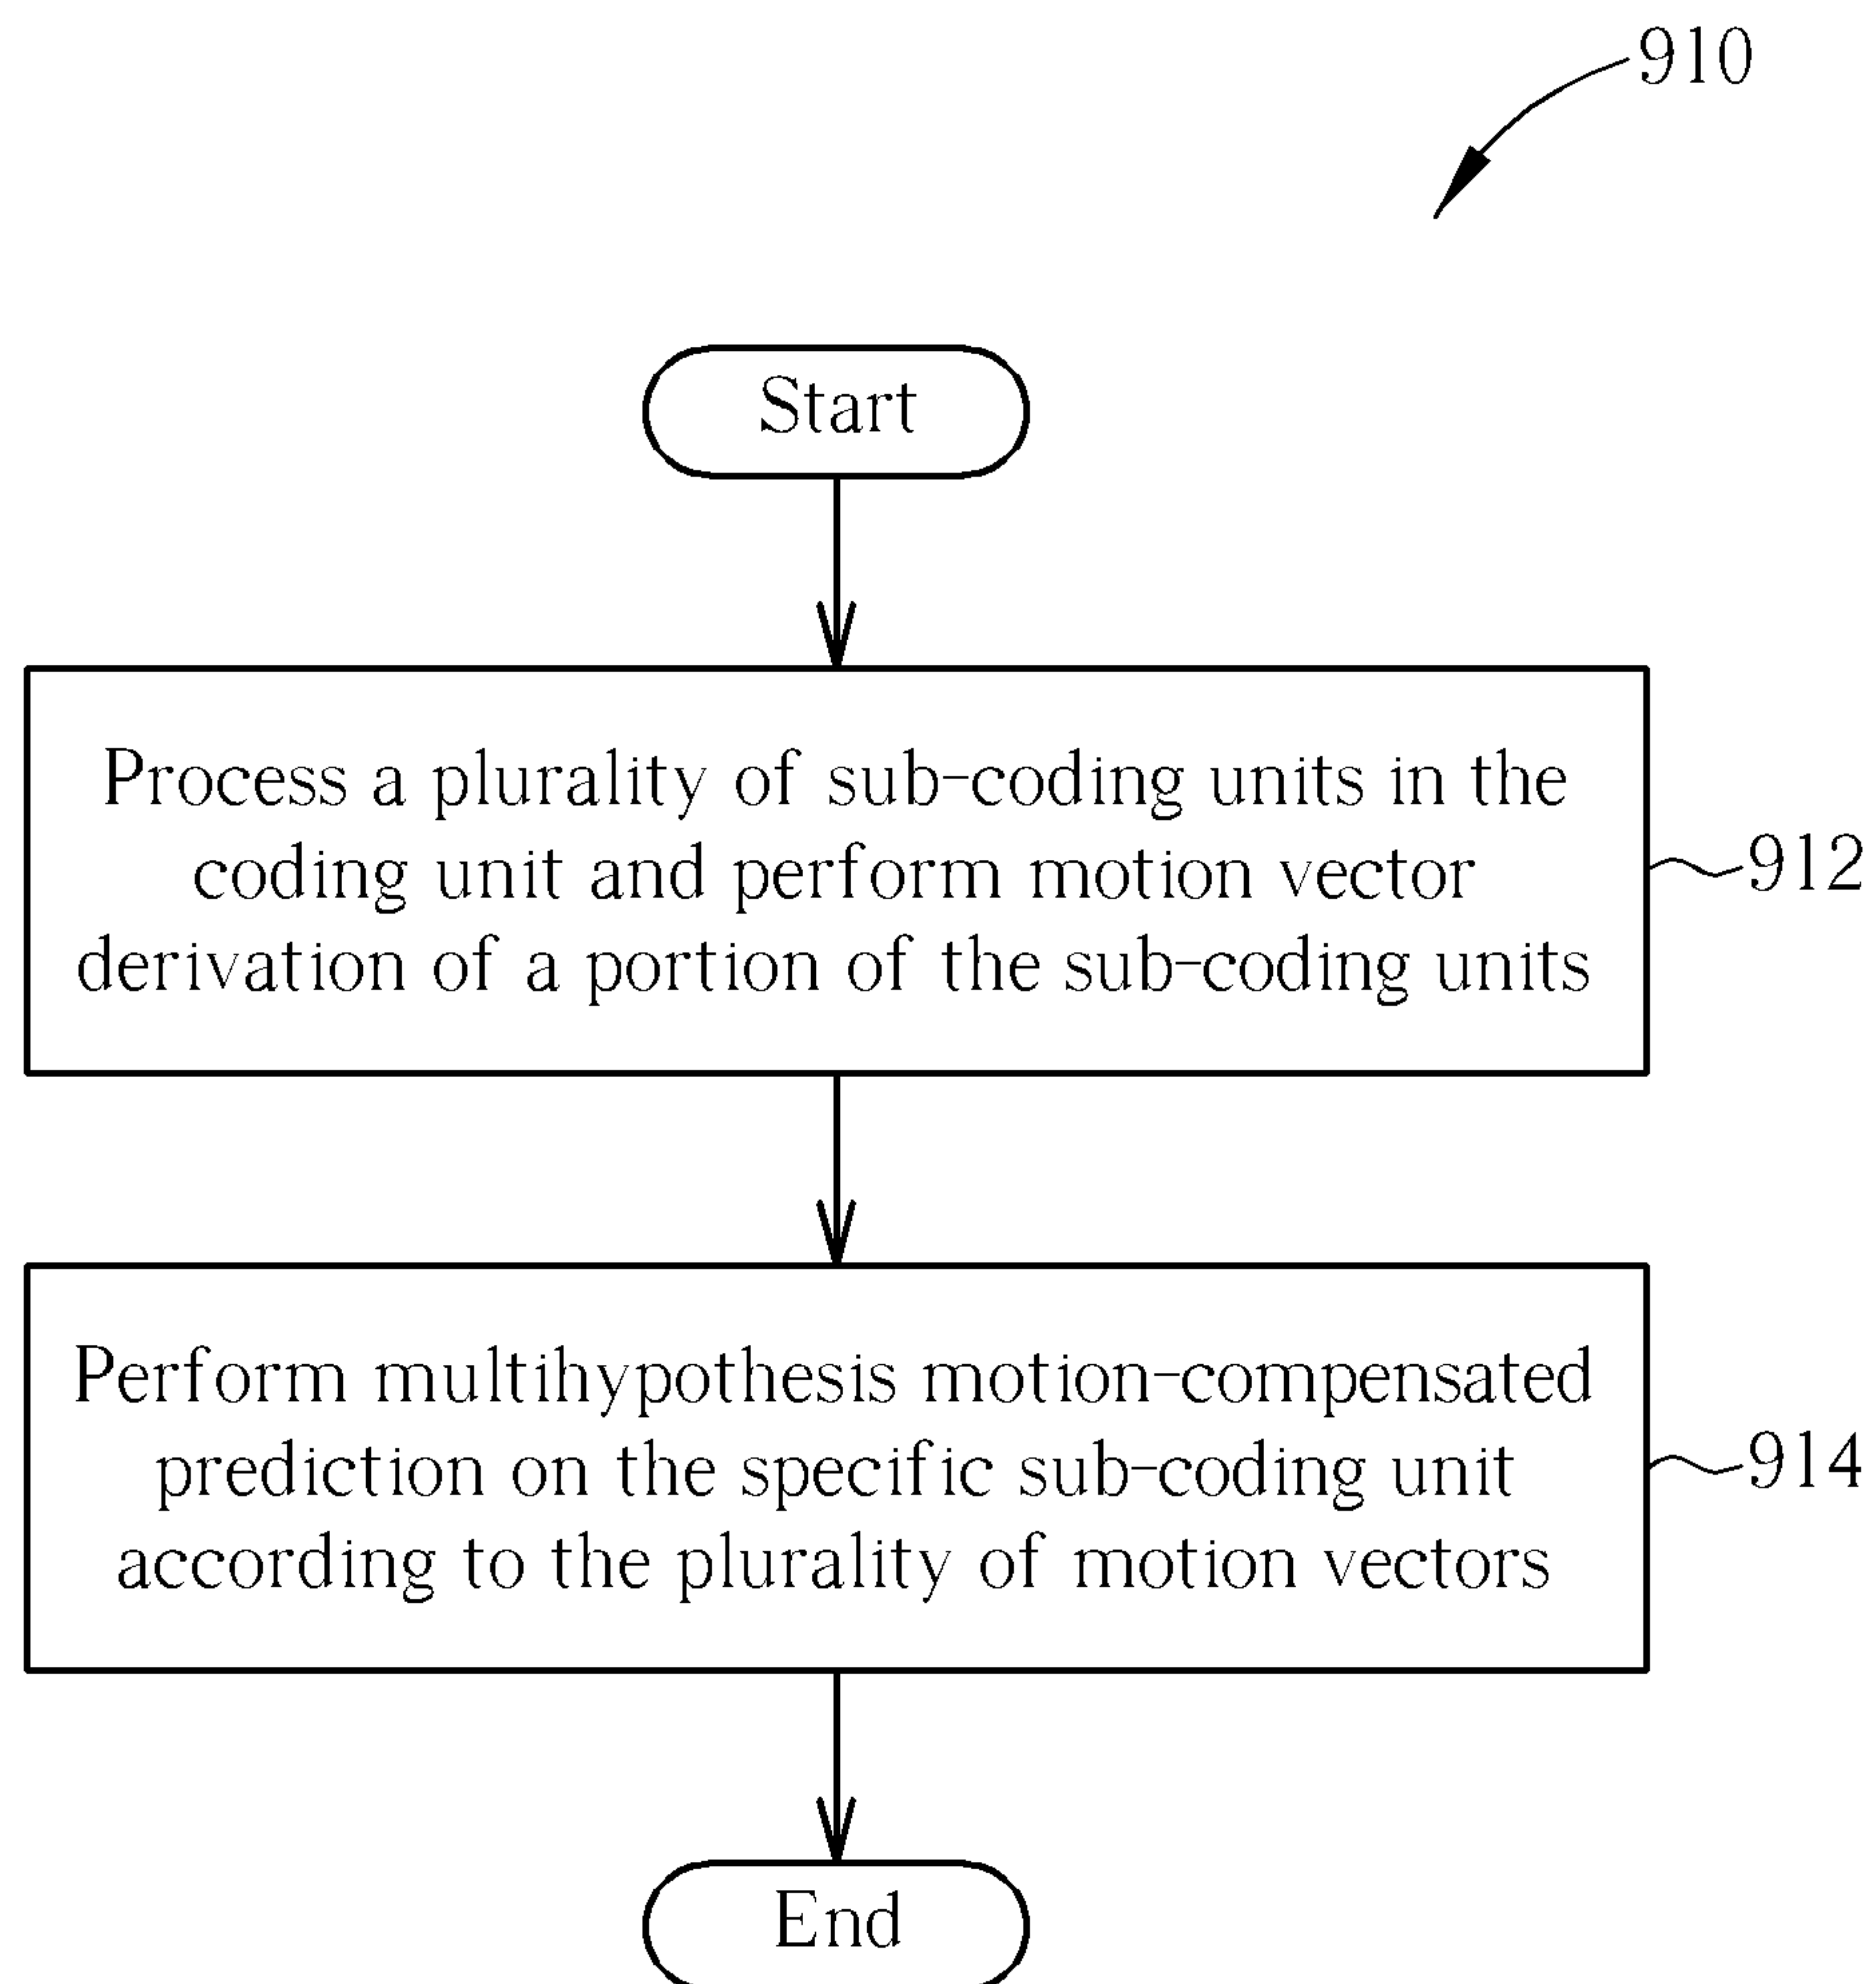 910
Start
Process a plurality of sub-coding units in the
coding unit and perform motion vector
derivation of a portion of the sub-coding units
912
Perform multihypothesis motion-compensated
prediction on the specific sub-coding unit
according to the plurality of motion vectors
914
End